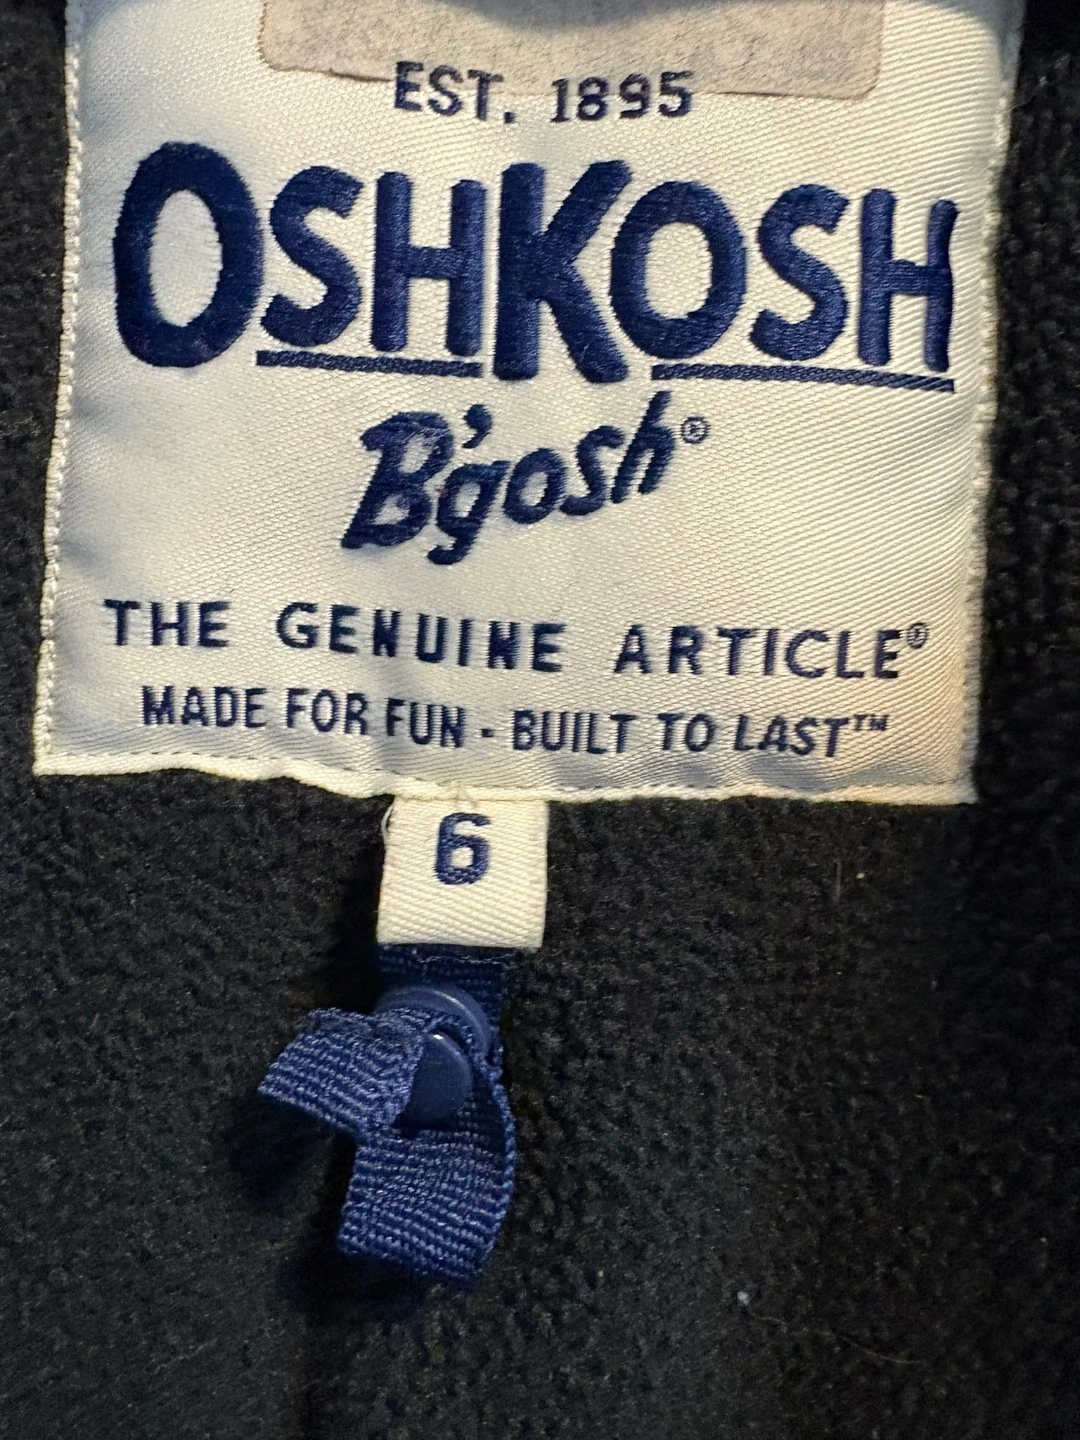 EST. 1895
OSHKOSH
B'gosh®
THE GENUINE ARTICLE®
MADE FOR FUN - BUILT TO LAST™
6